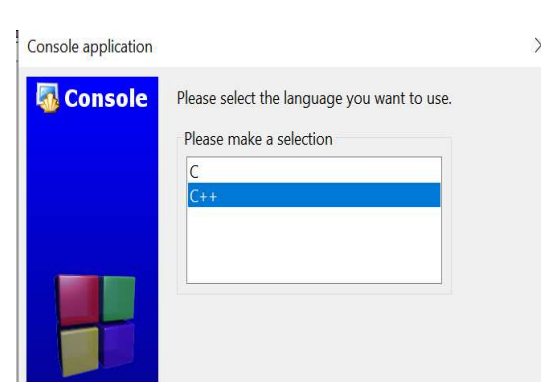 Console application
Console
Please select the language you want to use.
Please make a selection
C
C++